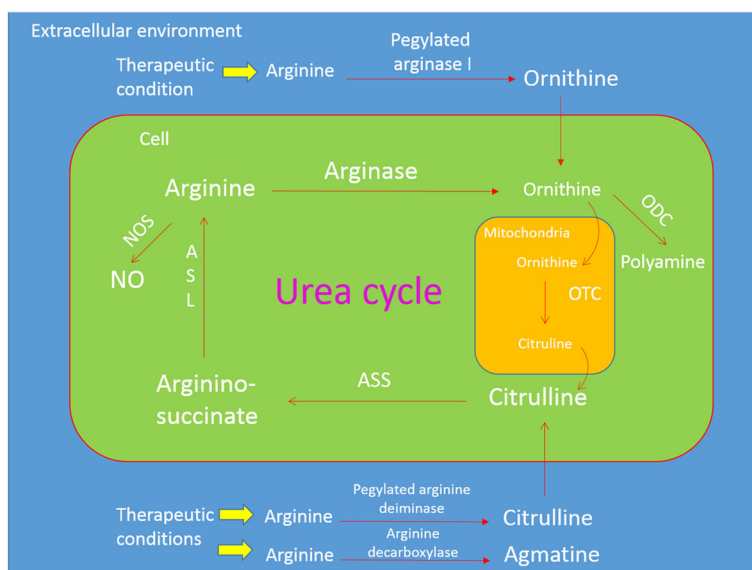 Extracellular environment
Therapeutic
condition
Arginine
Pegylated
arginase I
Ornithine
Cell
Arginine
Arginase
Ornithine
NOS
NO
A
S
L
Urea cycle
ODC
Polyamine
Mitochondria
Ornithine
OTC
Citruline
Arginino-
succinate
ASS
Citrulline
Therapeutic
conditions
Arginine
Pegylated arginine
deiminase
Citrulline
Arginine
Arginine
decarboxylase
Agmatine